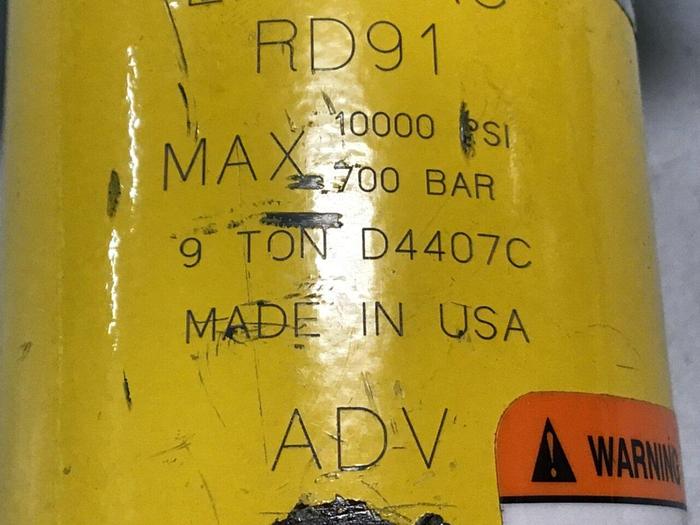 RD91
MAX 10000 PSI
700 BAR
9 TON D4407C
MADE IN USA
ADV
WARNING